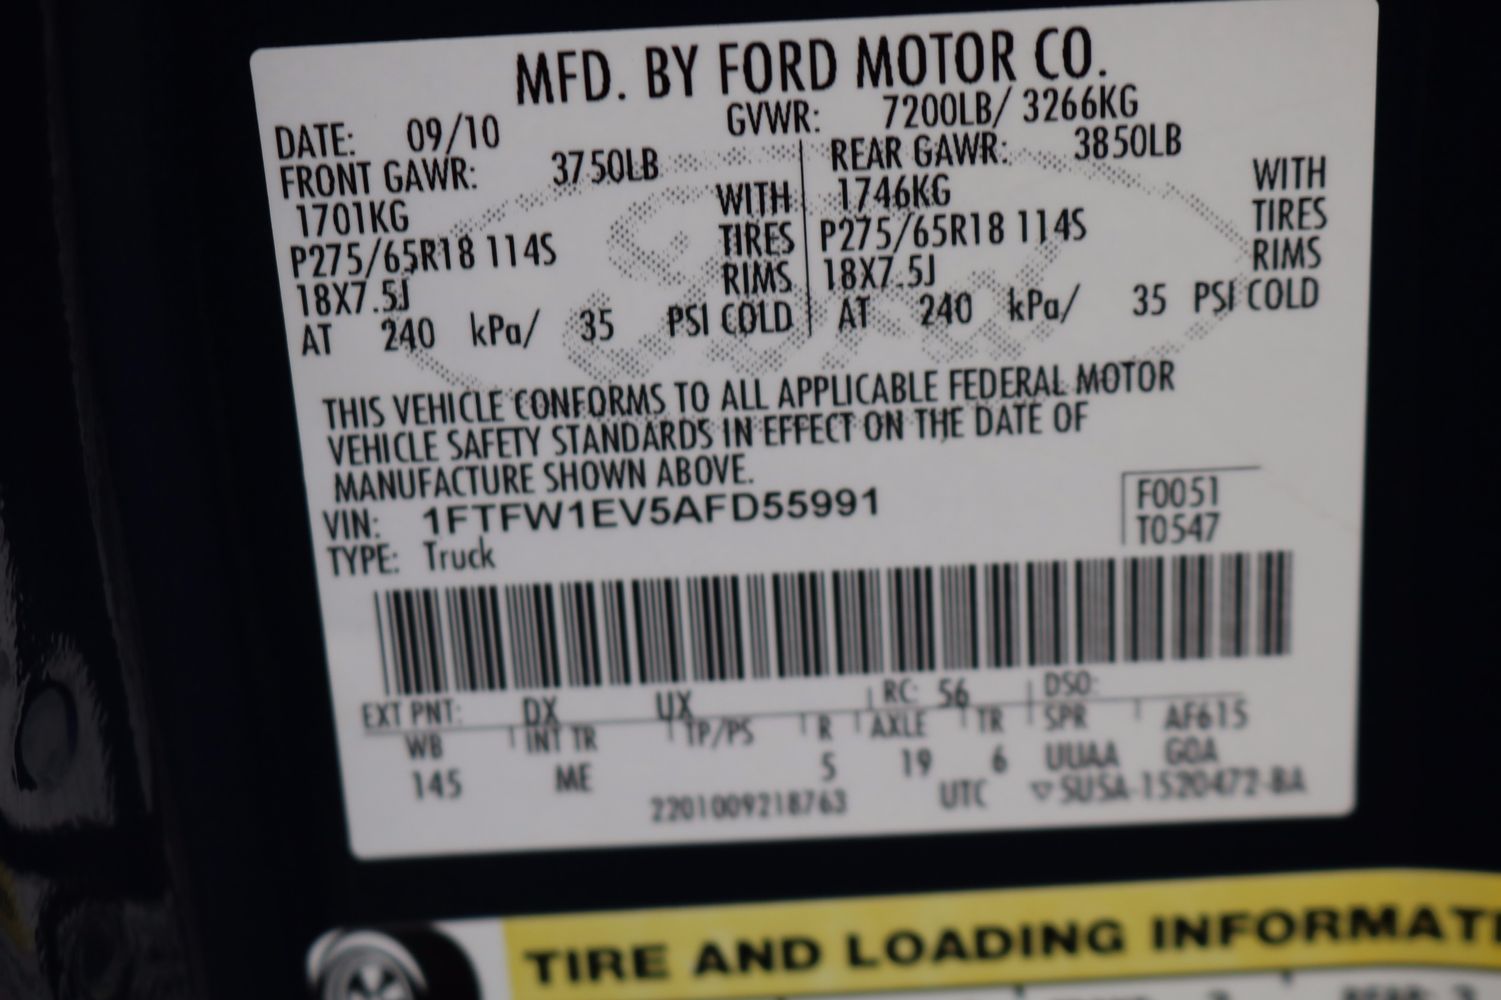 MFD. BY FORD MOTOR CO.
DATE: 09/10 GVWR: 7200LB/ 3266KG
FRONT GAWR: 3750LB REAR GAWR: 3850LB
1701KG WITH 1746KG WITH
P275/65R18 114S TIRES P275/65R18 114S TIRES
18X7.5J RIMS 18X7.5J RIMS
AT 240 kPa/ 35 PSI COLD AT 240 kPa/ 35 PSI COLD
THIS VEHICLE CONFORMS TO ALL APPLICABLE FEDERAL MOTOR
VEHICLE SAFETY STANDARDS IN EFFECT ON THE DATE OF
MANUFACTURE SHOWN ABOVE.
VIN: 1FTFW1EV5AFD55991 F0051
TYPE: Truck T0547
EXT PNT: DX UX RC: 56 DSO:
WB INT TR TP/PS R AXLE TR SPR AF615
145 ME 5 19 6 UUAA GOA
2201009218763 UTC ▽ SUSA-1520472-BA
TIRE AND LOADING INFORMATI